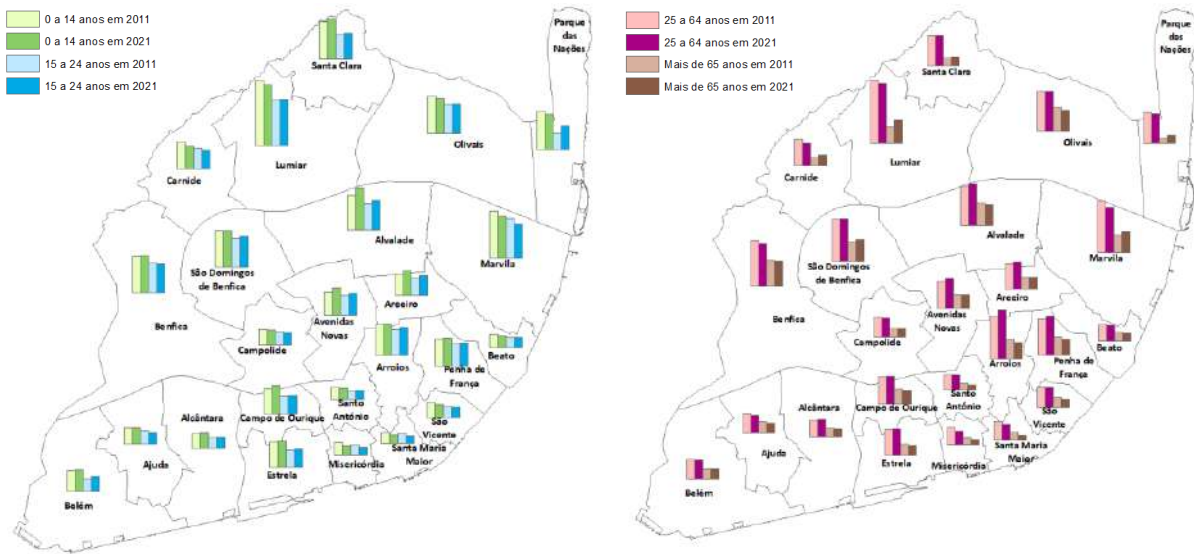 0 a 14 anos em 2011
0 a 14 anos em 2021
15 a 24 anos em 2011
15 a 24 anos em 2021
Parque
das
Nações
Santa Clara
Olivais
Lumiar
Carnide
Alvalade
Marvila
São Domingos
de Benfica
Areeiro
Benfica
Avenidas
Novas
Campolide
Beato
Arroios
Penha de
França
Santo
António
Campo de Ourique
Alcântara
São
Vicente
Santa Maria
Maior
Ajuda
Estrela
Misericórdia
Belém
25 a 64 anos em 2011
25 a 64 anos em 2021
Mais de 65 anos em 2011
Mais de 65 anos em 2021
Parque
das
Nações
Santa Clara
Olivais
Lumiar
Carnide
Alvalade
Marvila
São Domingos
de Benfica
Areeiro
Benfica
Avenidas
Novas
Campolide
Beato
Arroios
Penha de
França
Santo
António
Campo de Ourique
Alcântara
São
Vicente
Santa Maria
Maior
Ajuda
Estrela
Misericórdia
Belém